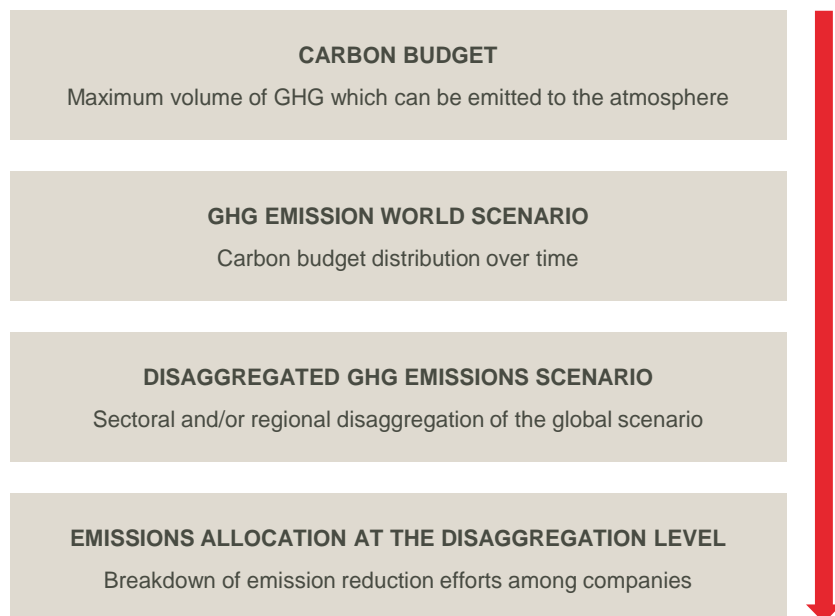 CARBON BUDGET
Maximum volume of GHG which can be emitted to the atmosphere
GHG EMISSION WORLD SCENARIO
Carbon budget distribution over time
DISAGGREGATED GHG EMISSIONS SCENARIO
Sectoral and/or regional disaggregation of the global scenario
EMISSIONS ALLOCATION AT THE DISAGGREGATION LEVEL
Breakdown of emission reduction efforts among companies